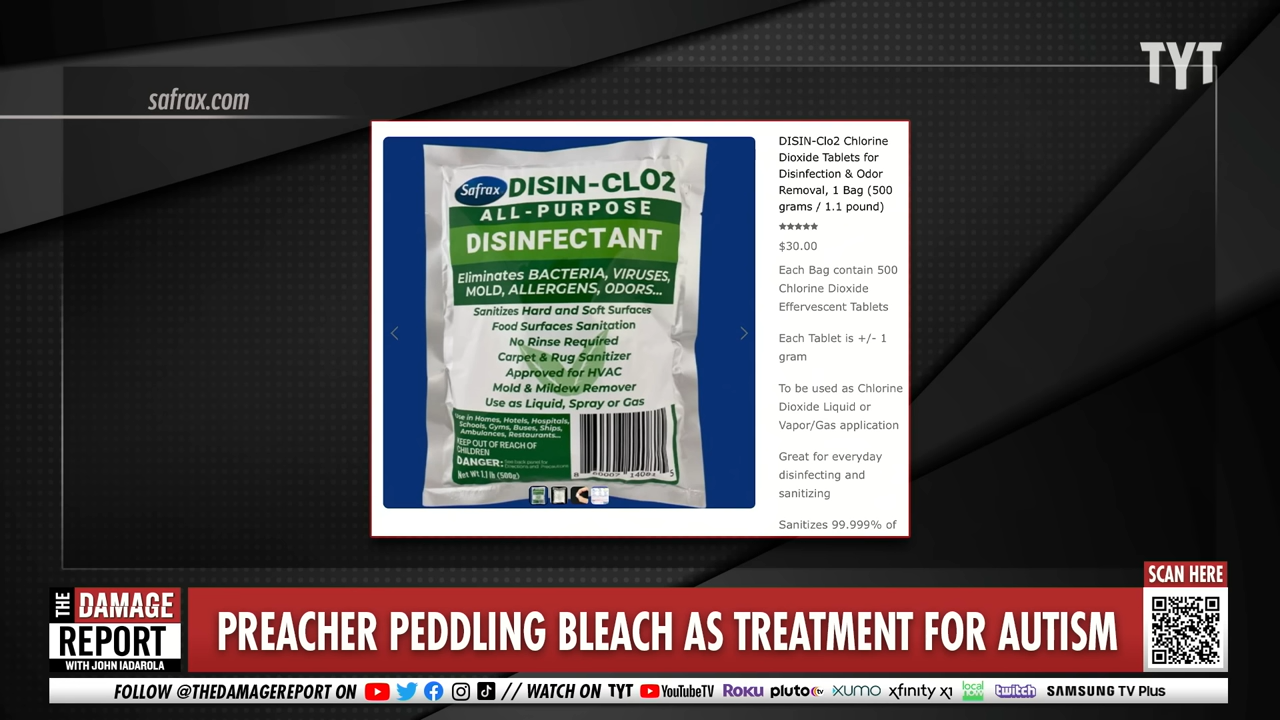 TYT
safrax.com
Safrax DISIN-CLO2
ALL-PURPOSE
DISINFECTANT
Eliminates BACTERIA, VIRUSES,
MOLD, ALLERGENS, ODORS...
Sanitizes Hard and Soft Surfaces
Food Surfaces Sanitation
No Rinse Required
Carpet & Rug Sanitizer
Approved for HVAC
Mold & Mildew Remover
Use as Liquid, Spray or Gas
Use in Homes, Hotels, Hospitals,
Schools, Gyms, Buses, Ships,
Ambulances, Restaurants...
KEEP OUT OF REACH OF
CHILDREN
DANGER:
Net Wt 1.1 lb (500g)
DISIN-Clo2 Chlorine
Dioxide Tablets for
Disinfection & Odor
Removal, 1 Bag (500
grams / 1.1 pound)
$30.00
Each Bag contain 500
Chlorine Dioxide
Effervescent Tablets
Each Tablet is +/- 1
gram
To be used as Chlorine
Dioxide Liquid or
Vapor/Gas application
Great for everyday
disinfecting and
sanitizing
Sanitizes 99.999% of
SCAN HERE
THE DAMAGE
REPORT
WITH JOHN IADAROLA
PREACHER PEDDLING BLEACH AS TREATMENT FOR AUTISM
FOLLOW @THEDAMAGEREPORT ON // WATCH ON TYT YouTubeTV ROKU pluto tv XUMO xfinity X1 local now twitch SAMSUNG TV Plus